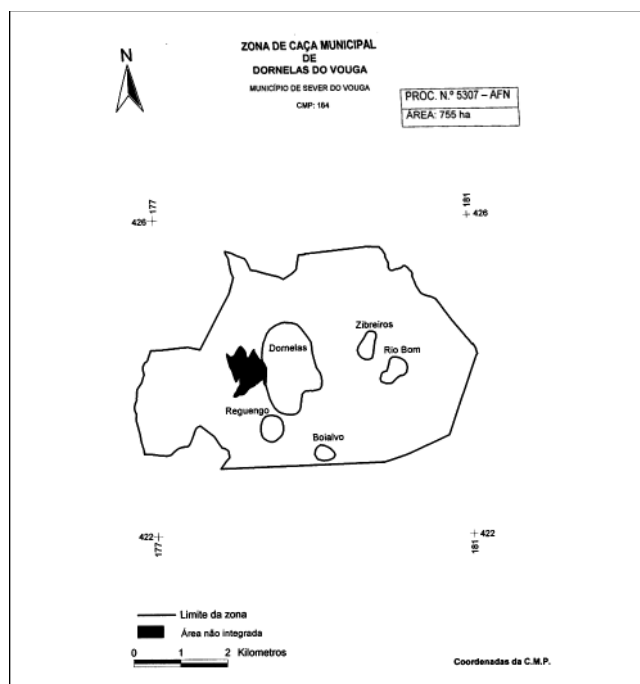 N
ZONA DE CAÇA MUNICIPAL
DE
DORNELAS DO VOUGA
MUNICÍPIO DE SEVER DO VOUGA
CMP: 164
PROC. N.º 5307 – AFN
ÁREA: 755 ha
177
426
181
426
Zibreiros
Dornelas
Rio Bom
Reguengo
Boialvo
422
177
422
181
Limite da zona
Área não integrada
0 1 2 Kilometros
Coordenadas da C.M.P.